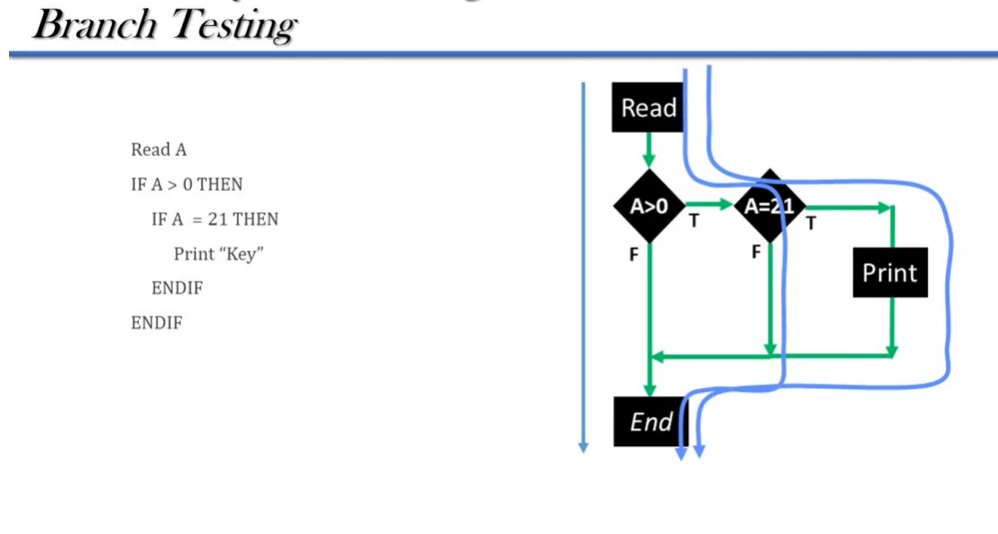 Branch Testing
Read A
IF A > 0 THEN
IF A = 21 THEN
Print “Key”
ENDIF
ENDIF
Read
A>0
T
A=21
T
F
F
Print
End